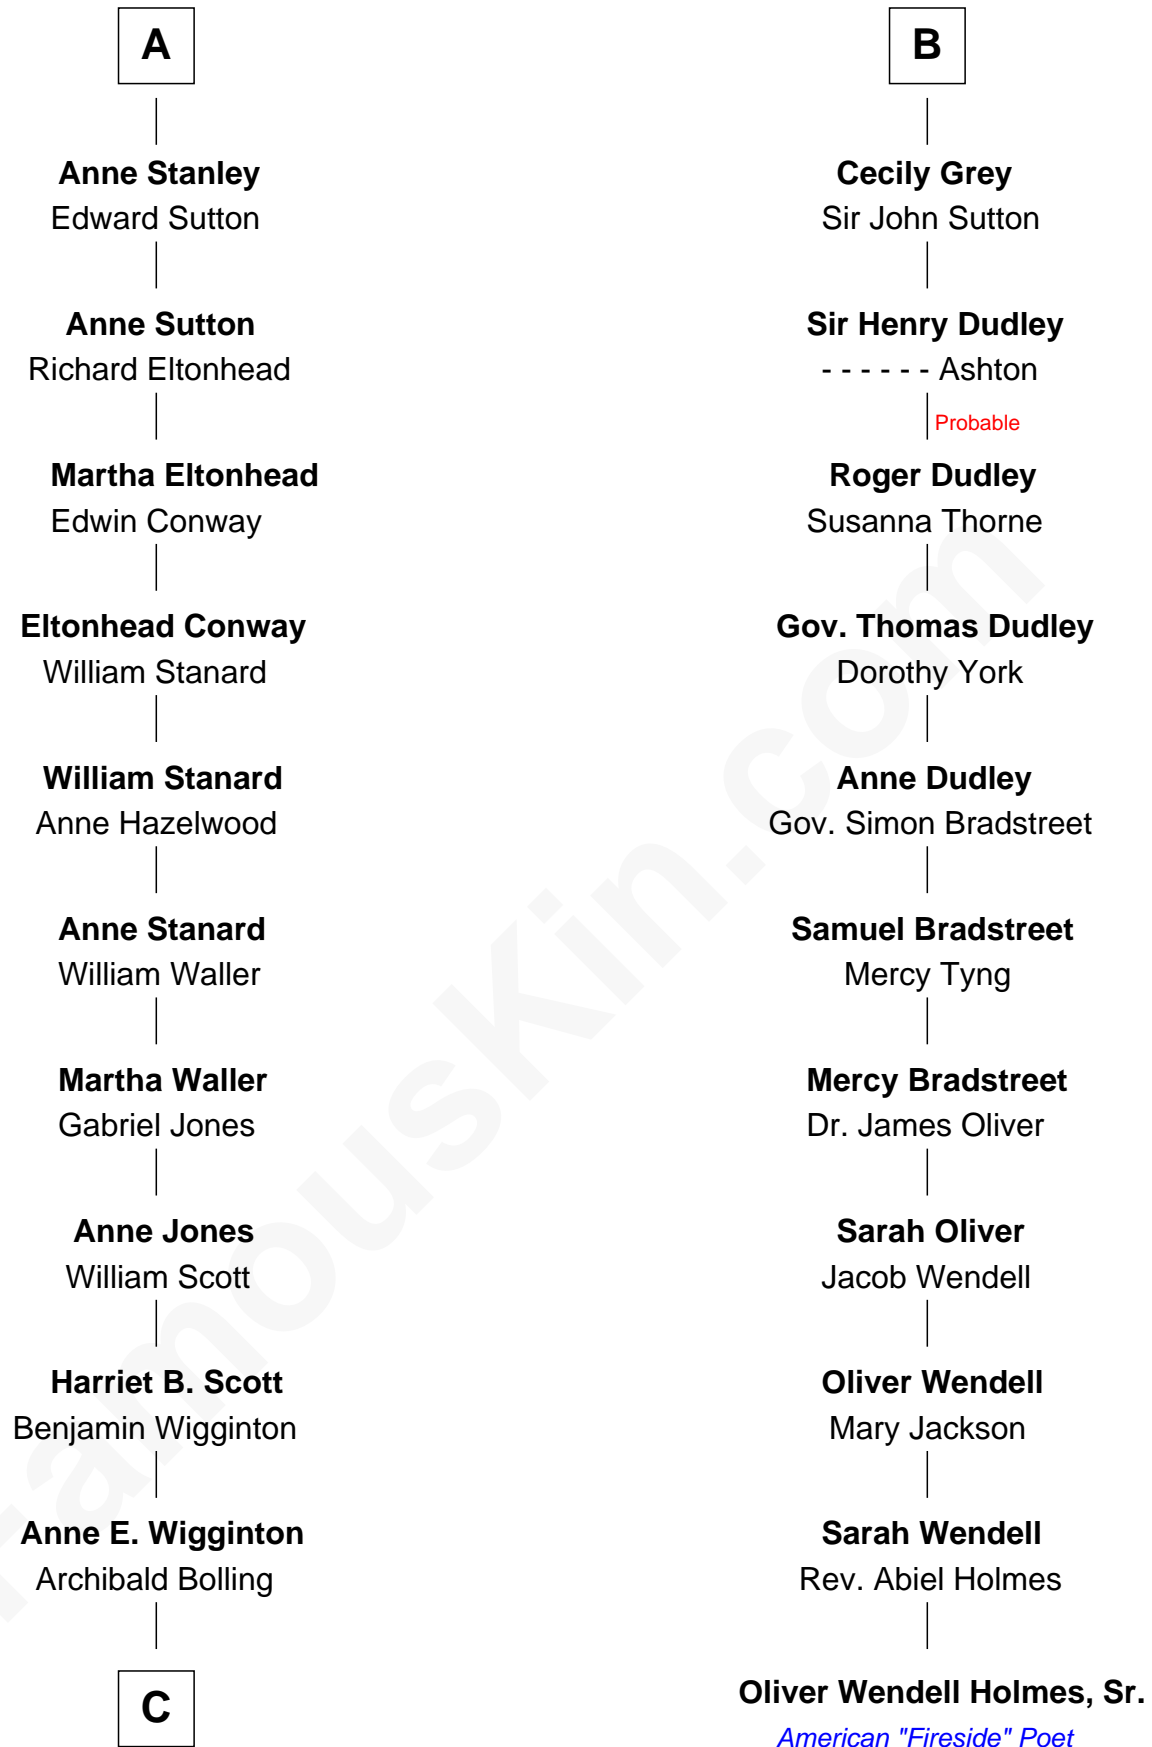 A
Anne Stanley
Edward Sutton
Anne Sutton
Richard Eltonhead
Martha Eltonhead
Edwin Conway
Eltonhead Conway
William Stanard
William Stanard
Anne Hazelwood
Anne Stanard
William Waller
Martha Waller
Gabriel Jones
Anne Jones
William Scott
Harriet B. Scott
Benjamin Wigginton
Anne E. Wigginton
Archibald Bolling
C
B
Cecily Grey
Sir John Sutton
Sir Henry Dudley
- - - - - - Ashton
Probable
Roger Dudley
Susanna Thorne
Gov. Thomas Dudley
Dorothy York
Anne Dudley
Gov. Simon Bradstreet
Samuel Bradstreet
Mercy Tyng
Mercy Bradstreet
Dr. James Oliver
Sarah Oliver
Jacob Wendell
Oliver Wendell
Mary Jackson
Sarah Wendell
Rev. Abiel Holmes
Oliver Wendell Holmes, Sr.
American "Fireside" Poet
FamousKin.com